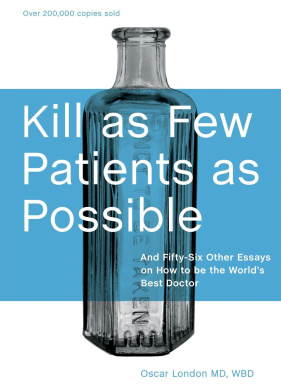 Over 200,000 copies sold
Kill as Few
Patients as
Possible
And Fifty-Six Other Essays
on How to be the World's
Best Doctor
Oscar London MD, WBD